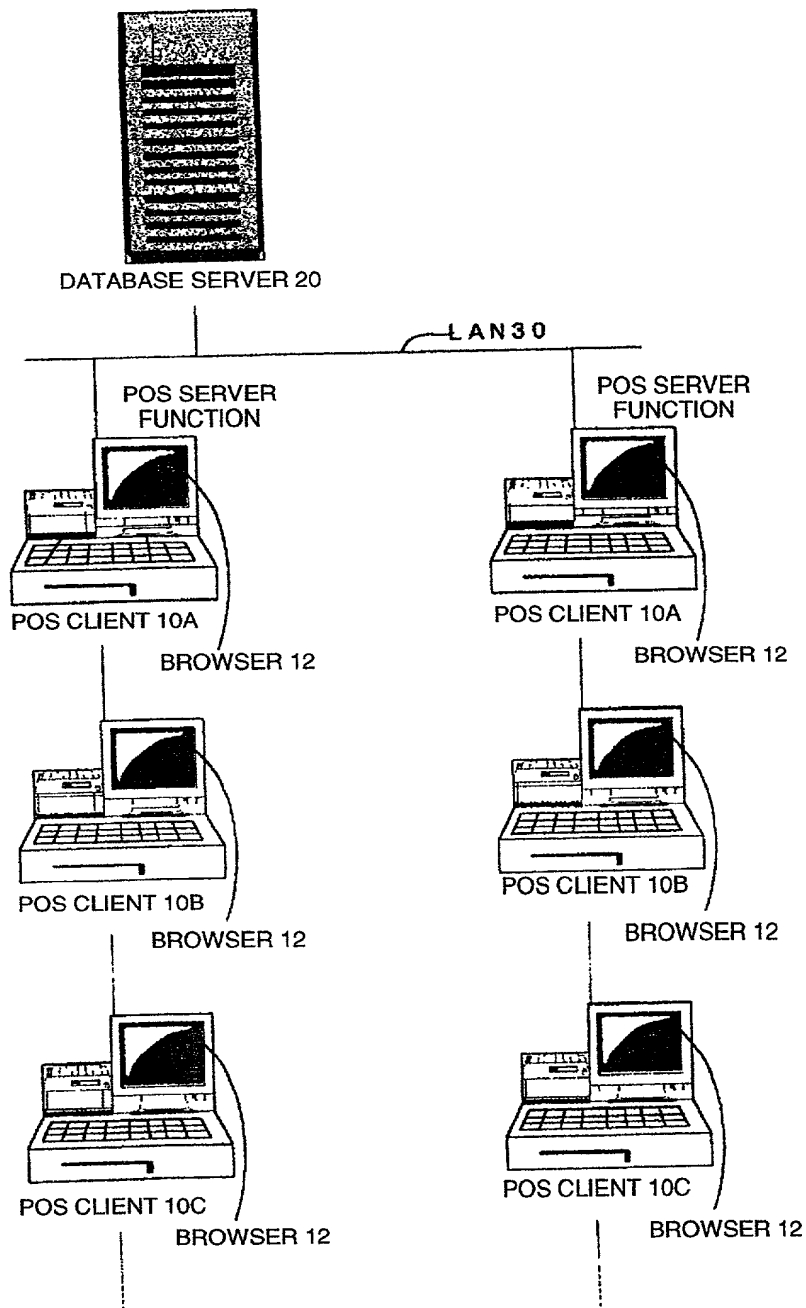 DATABASE SERVER 20
LAN30
POS SERVER
FUNCTION
POS SERVER
FUNCTION
POS CLIENT 10A
BROWSER 12
POS CLIENT 10A
BROWSER 12
POS CLIENT 10B
BROWSER 12
POS CLIENT 10B
BROWSER 12
POS CLIENT 10C
BROWSER 12
POS CLIENT 10C
BROWSER 12